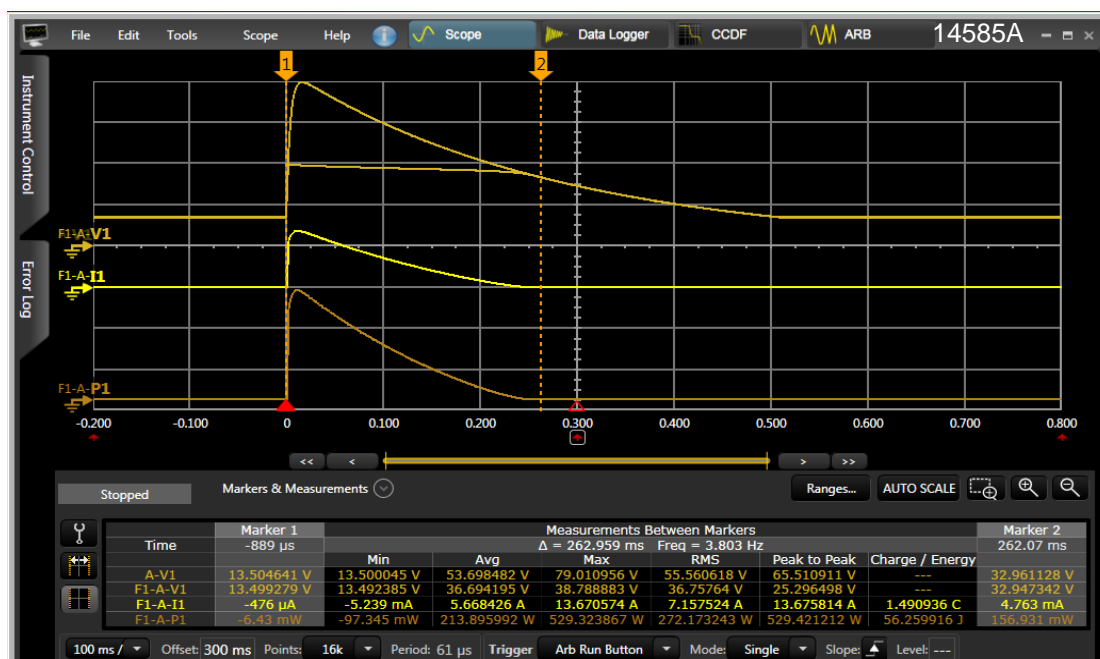 File Edit Tools Scope Help Scope Data Logger CCDF ARB 14585A
1 2
Instrument Control
Error Log
F1-A-V1
F1-A-I1
F1-A-P1
-0.200 -0.100 0 0.100 0.200 0.300 0.400 0.500 0.600 0.700 0.800
<< < > >>
Stopped Markers & Measurements Ranges... AUTO SCALE
Marker 1 Measurements Between Markers Marker 2
Time -889 µs Δ = 262.959 ms Freq = 3.803 Hz 262.07 ms
Min Avg Max RMS Peak to Peak Charge / Energy
A-V1 13.504641 V 13.500045 V 53.698482 V 79.010956 V 55.560618 V 65.510911 V --- 32.961128 V
F1-A-V1 13.499279 V 13.492385 V 36.694195 V 38.788883 V 36.75764 V 25.296498 V --- 32.947342 V
F1-A-I1 -476 µA -5.239 mA 5.668426 A 13.670574 A 7.157524 A 13.675814 A 1.490936 C 4.763 mA
F1-A-P1 -6.43 mW -97.345 mW 213.895992 W 529.323867 W 272.173243 W 529.421212 W 56.259916 J 156.931 mW
100 ms / Offset: 300 ms Points: 16k Period: 61 µs Trigger Arb Run Button Mode: Single Slope: Level: ---